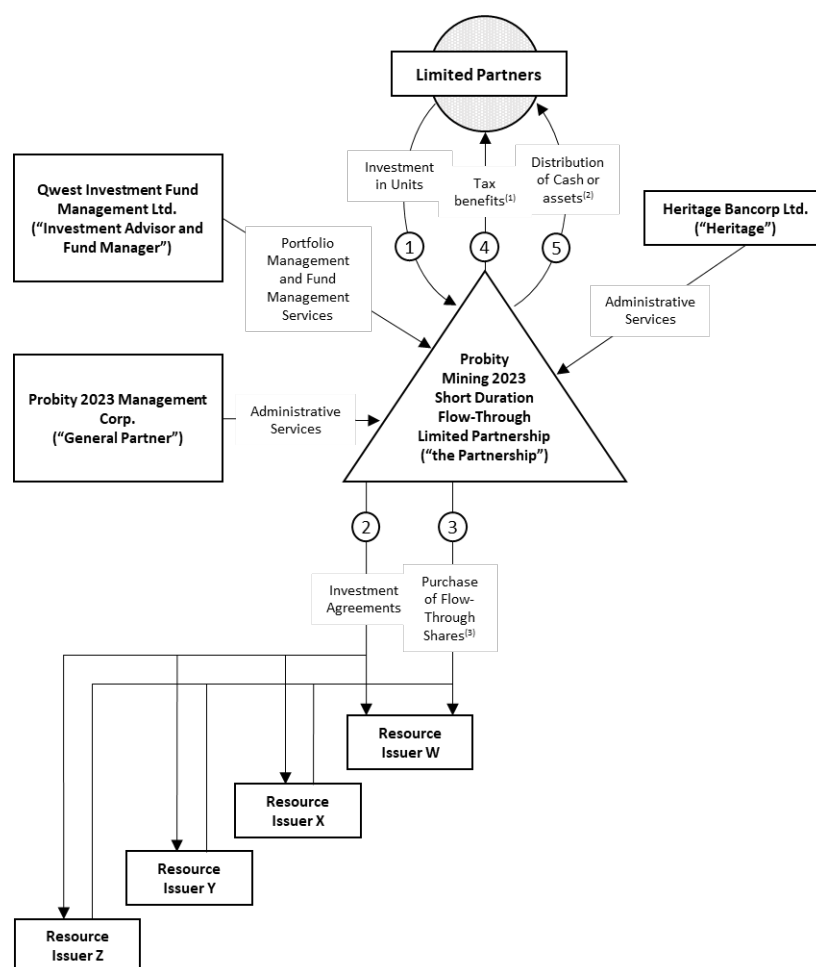 Limited Partners
Investment
in Units
Tax
benefits(1)
Distribution
of Cash or
assets(2)
Qwest Investment Fund
Management Ltd.
(“Investment Advisor and
Fund Manager”)
Heritage Bancorp Ltd.
(“Heritage”)
1
4
5
Portfolio
Management
and Fund
Management
Services
Administrative
Services
Probity 2023 Management
Corp.
(“General Partner”)
Administrative
Services
Probity
Mining 2023
Short Duration
Flow-Through
Limited Partnership
(“the Partnership”)
2
3
Investment
Agreements
Purchase
of Flow-
Through
Shares(3)
Resource
Issuer W
Resource
Issuer X
Resource
Issuer Y
Resource
Issuer Z